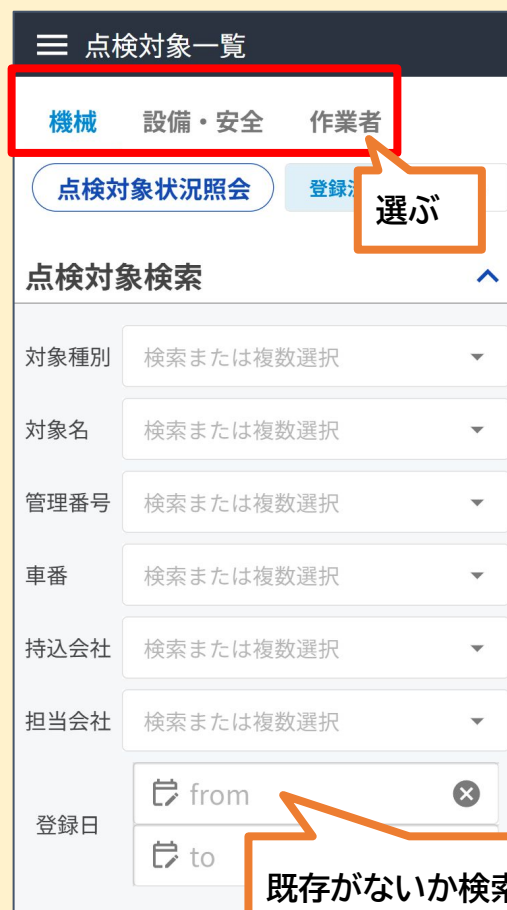 点検対象一覧
機械 設備・安全 作業者
点検対象状況照会 登録
選ぶ
点検対象検索
対象種別 検索または複数選択
対象名 検索または複数選択
管理番号 検索または複数選択
車番 検索または複数選択
持込会社 検索または複数選択
担当会社 検索または複数選択
登録日
from
to
既存がないか検索